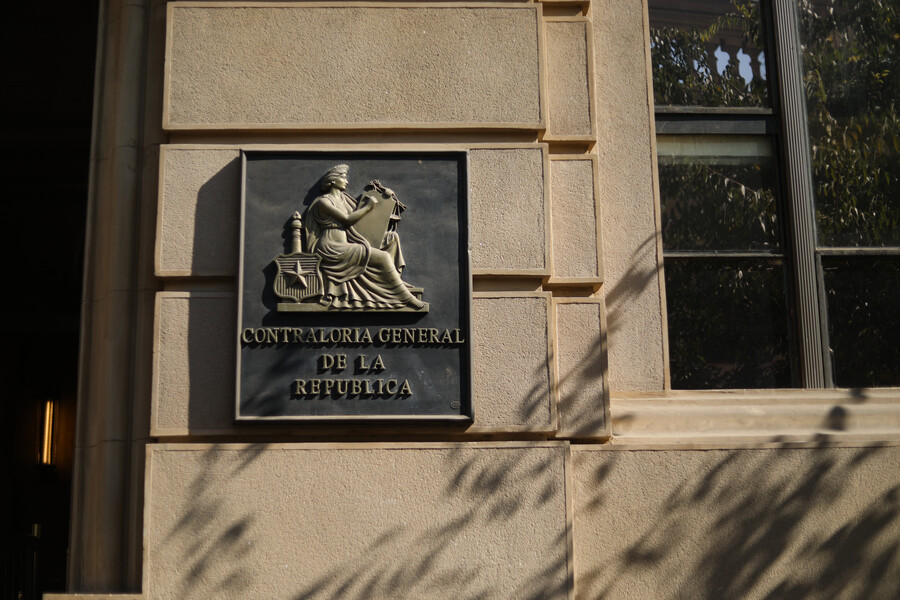 CONTRALORIA GENERAL
DE LA
REPUBLICA